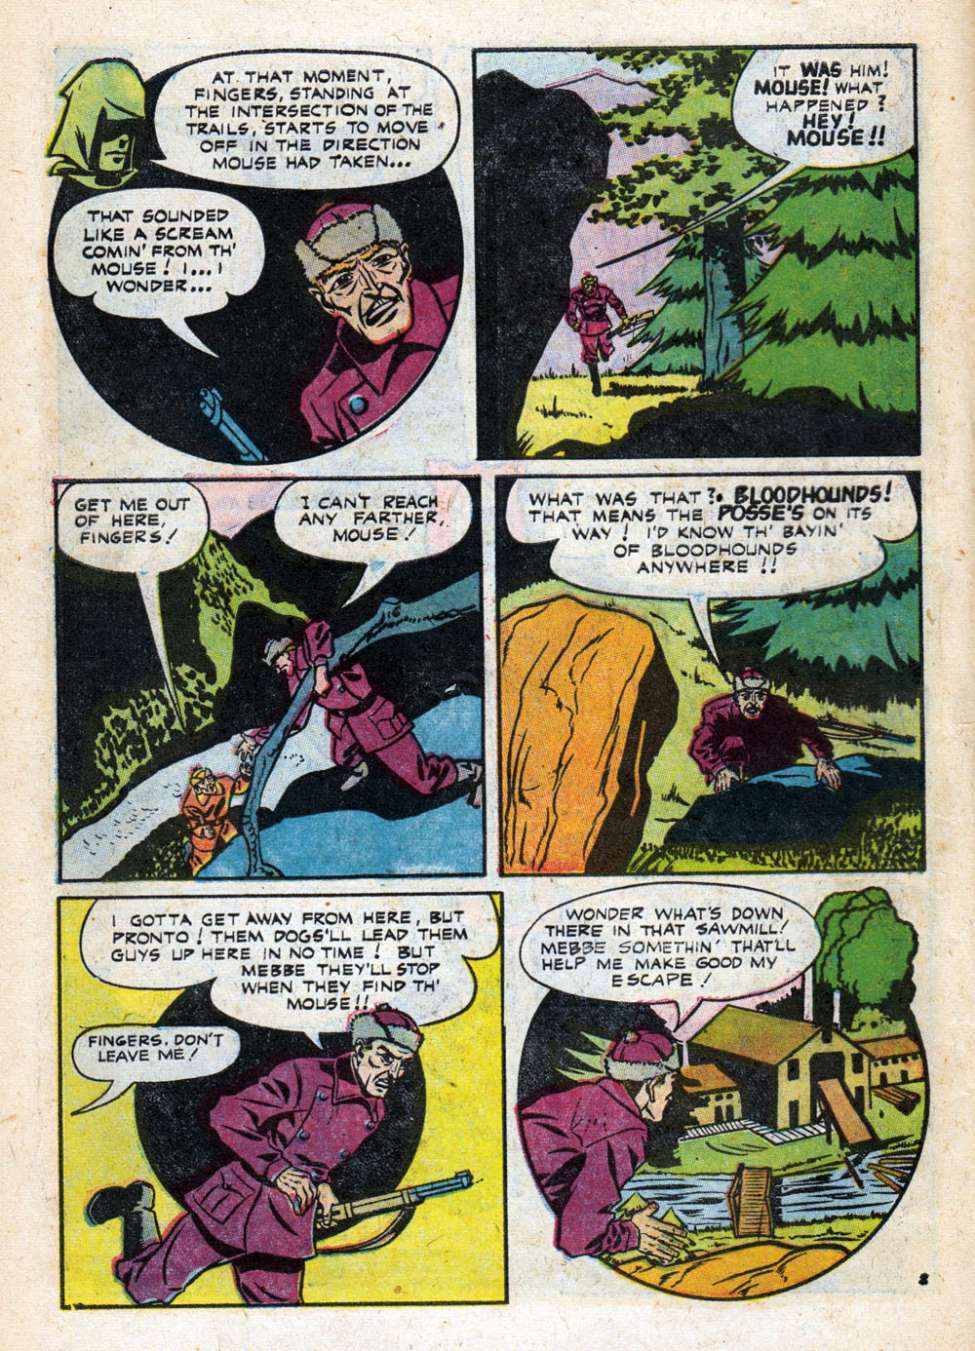 AT THAT MOMENT,
FINGERS, STANDING AT
THE INTERSECTION OF THE
TRAILS, STARTS TO MOVE
OFF IN THE DIRECTION
MOUSE HAD TAKEN...
THAT SOUNDED
LIKE A SCREAM
COMIN' FROM TH'
MOUSE! I...I
WONDER...
IT WAS HIM!
MOUSE! WHAT
HAPPENED?
HEY!
MOUSE!!
GET ME OUT
OF HERE,
FINGERS!
I CAN'T REACH
ANY FARTHER,
MOUSE!
WHAT WAS THAT? BLOODHOUNDS!
THAT MEANS THE POSSE'S ON ITS
WAY! I'D KNOW TH' BAYIN'
OF BLOODHOUNDS
ANYWHERE!!
I GOTTA GET AWAY FROM HERE, BUT
PRONTO! THEM DOGS'LL LEAD THEM
GUYS UP HERE IN NO TIME! BUT
MEBBE THEY'LL STOP
WHEN THEY FIND TH'
MOUSE!!
FINGERS, DON'T
LEAVE ME!
WONDER WHAT'S DOWN
THERE IN THAT SAWMILL!
MEBBE SOMETHIN' THAT'LL
HELP ME MAKE GOOD MY
ESCAPE!
8